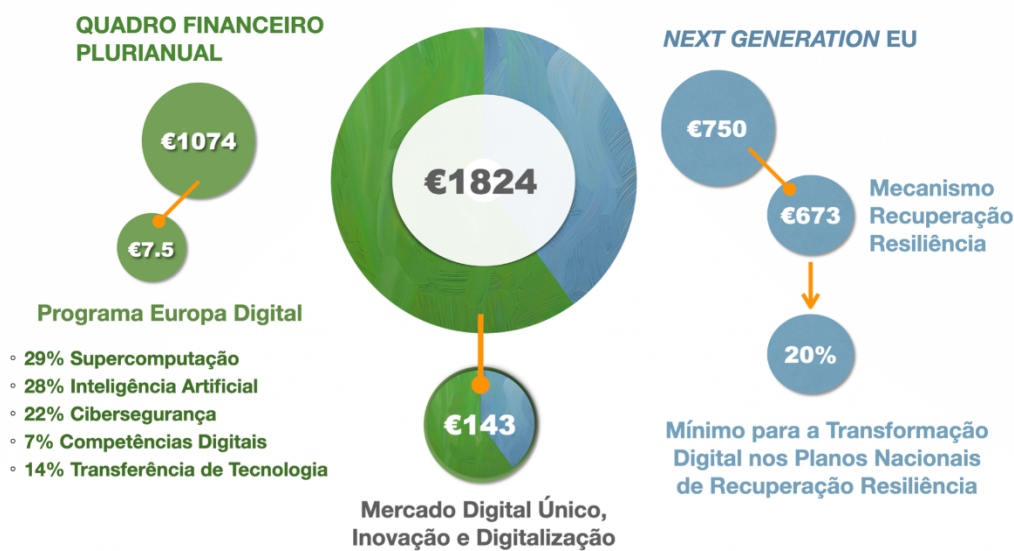 QUADRO FINANCEIRO
PLURIANUAL
€1074
€7.5
Programa Europa Digital
◦ 29% Supercomputação
◦ 28% Inteligência Artificial
◦ 22% Cibersegurança
◦ 7% Competências Digitais
◦ 14% Transferência de Tecnologia
€1824
€143
Mercado Digital Único,
Inovação e Digitalização
NEXT GENERATION EU
€750
€673
Mecanismo
Recuperação
Resiliência
20%
Mínimo para a Transformação
Digital nos Planos Nacionais
de Recuperação Resiliência